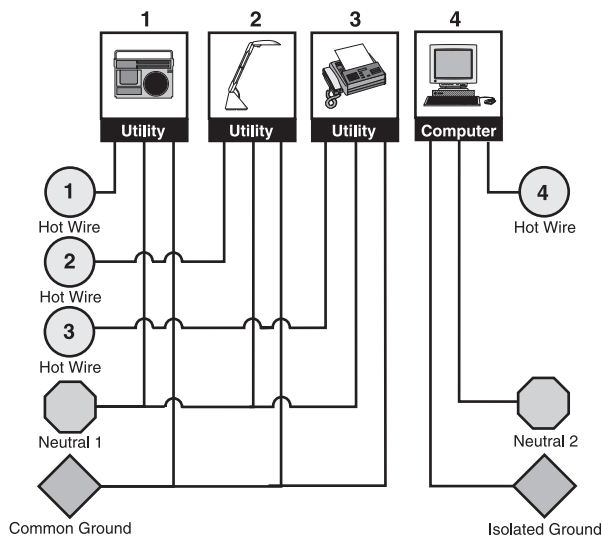 1 2 3 4
Utility Utility Utility Computer
1
Hot Wire
4
Hot Wire
2
Hot Wire
3
Hot Wire
Neutral 1
Neutral 2
Common Ground
Isolated Ground